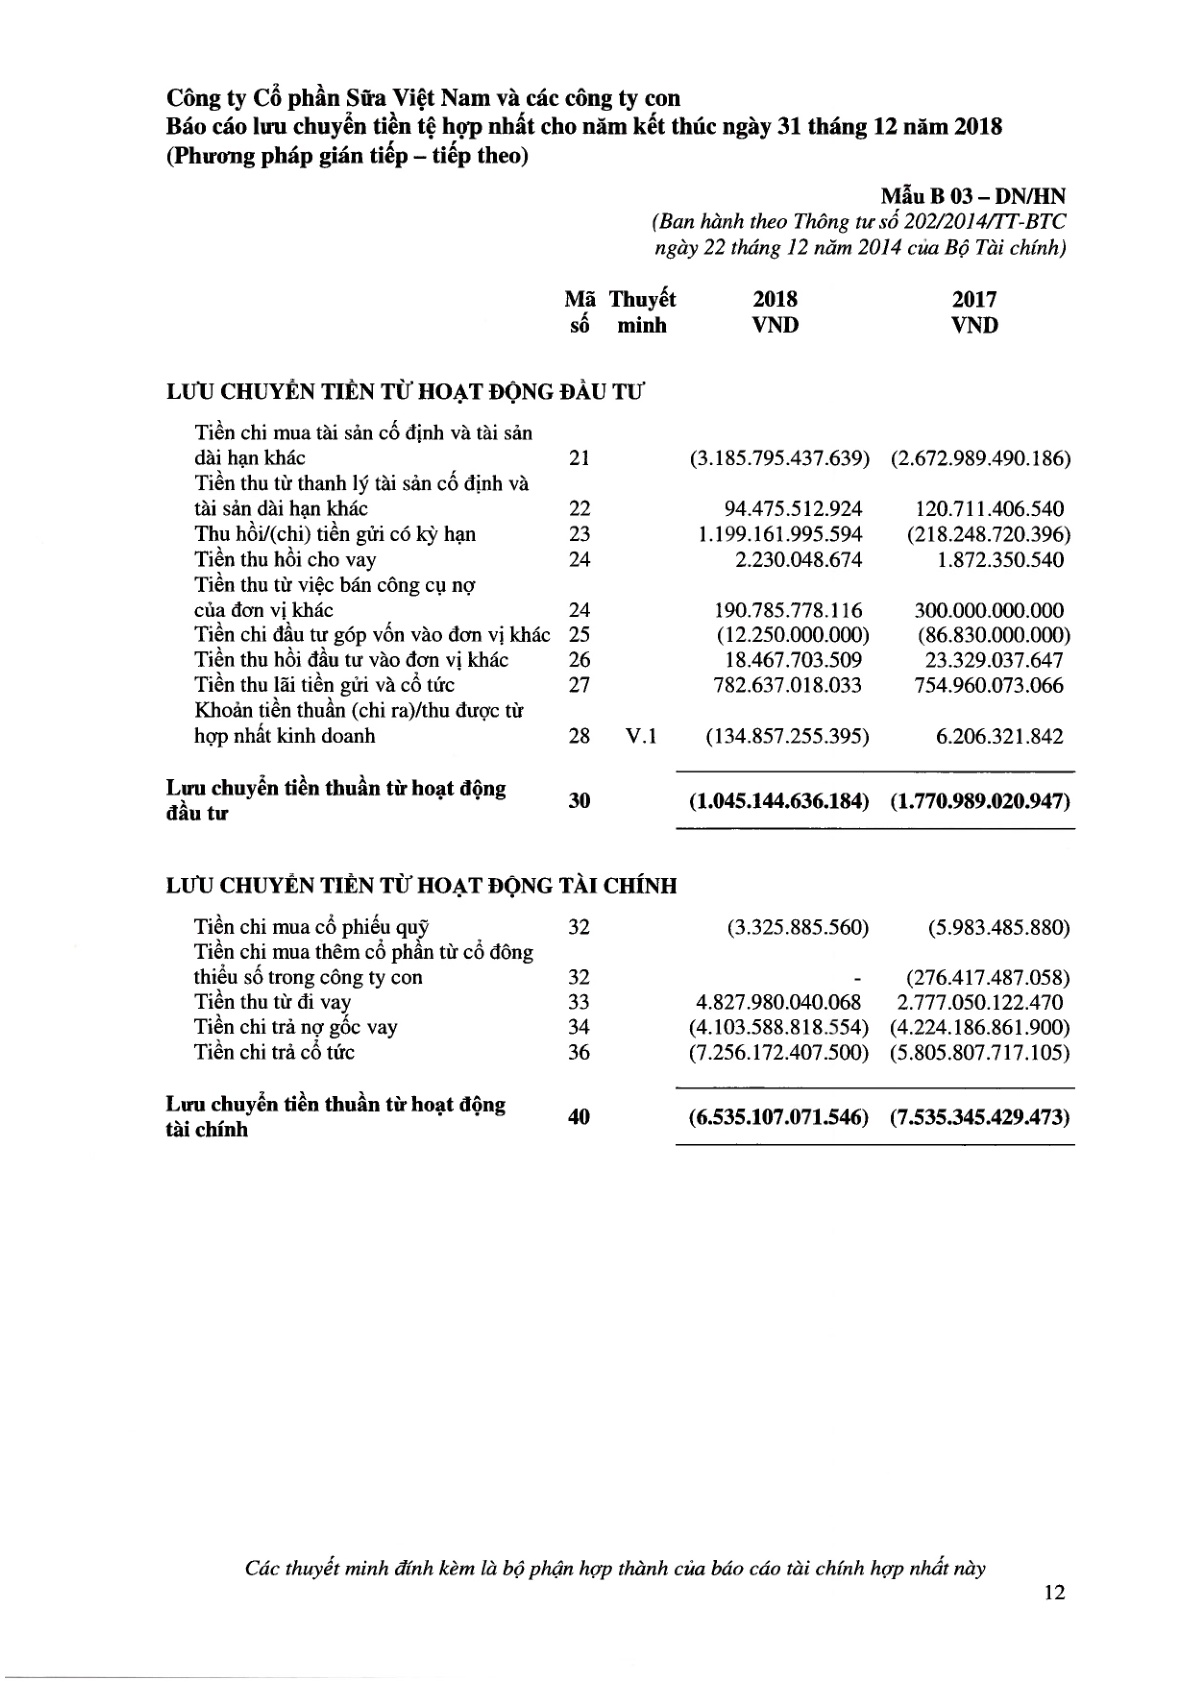 Công ty Cổ phần Sữa Việt Nam và các công ty con
Báo cáo lưu chuyển tiền tệ hợp nhất cho năm kết thúc ngày 31 tháng 12 năm 2018
(Phương pháp gián tiếp – tiếp theo)
Mẫu B 03 – DN/HN
(Ban hành theo Thông tư số 202/2014/TT-BTC
ngày 22 tháng 12 năm 2014 của Bộ Tài chính)
Mã Thuyết 2018 2017
số minh VND VND
LƯU CHUYỂN TIỀN TỪ HOẠT ĐỘNG ĐẦU TƯ
Tiền chi mua tài sản cố định và tài sản
dài hạn khác 21 (3.185.795.437.639) (2.672.989.490.186)
Tiền thu từ thanh lý tài sản cố định và
tài sản dài hạn khác 22 94.475.512.924 120.711.406.540
Thu hồi/(chi) tiền gửi có kỳ hạn 23 1.199.161.995.594 (218.248.720.396)
Tiền thu hồi cho vay 24 2.230.048.674 1.872.350.540
Tiền thu từ việc bán công cụ nợ
của đơn vị khác 24 190.785.778.116 300.000.000.000
Tiền chi đầu tư góp vốn vào đơn vị khác 25 (12.250.000.000) (86.830.000.000)
Tiền thu hồi đầu tư vào đơn vị khác 26 18.467.703.509 23.329.037.647
Tiền thu lãi tiền gửi và cổ tức 27 782.637.018.033 754.960.073.066
Khoản tiền thuần (chi ra)/thu được từ
hợp nhất kinh doanh 28 V.1 (134.857.255.395) 6.206.321.842
Lưu chuyển tiền thuần từ hoạt động
đầu tư 30 (1.045.144.636.184) (1.770.989.020.947)
LƯU CHUYỂN TIỀN TỪ HOẠT ĐỘNG TÀI CHÍNH
Tiền chi mua cổ phiếu quỹ 32 (3.325.885.560) (5.983.485.880)
Tiền chi mua thêm cổ phần từ cổ đông
thiểu số trong công ty con 32 - (276.417.487.058)
Tiền thu từ đi vay 33 4.827.980.040.068 2.777.050.122.470
Tiền chi trả nợ gốc vay 34 (4.103.588.818.554) (4.224.186.861.900)
Tiền chi trả cổ tức 36 (7.256.172.407.500) (5.805.807.717.105)
Lưu chuyển tiền thuần từ hoạt động
tài chính 40 (6.535.107.071.546) (7.535.345.429.473)
Các thuyết minh đính kèm là bộ phận hợp thành của báo cáo tài chính hợp nhất này
12